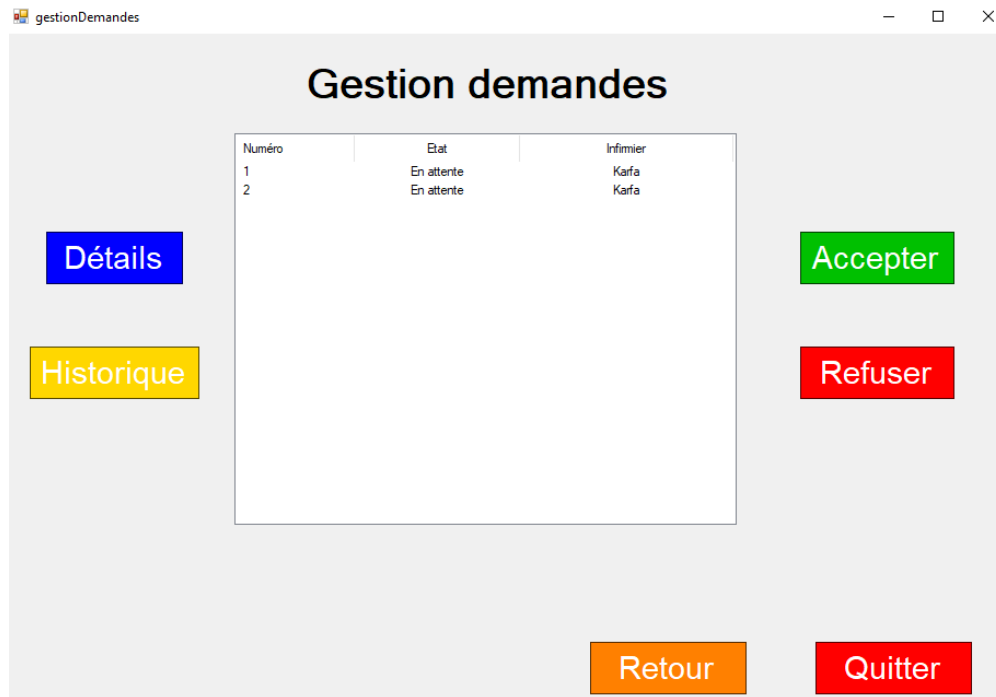 gestionDemandes
Gestion demandes
Numéro Etat Infirmier
1 En attente Karfa
2 En attente Karfa
Détails
Accepter
Historique
Refuser
Retour
Quitter